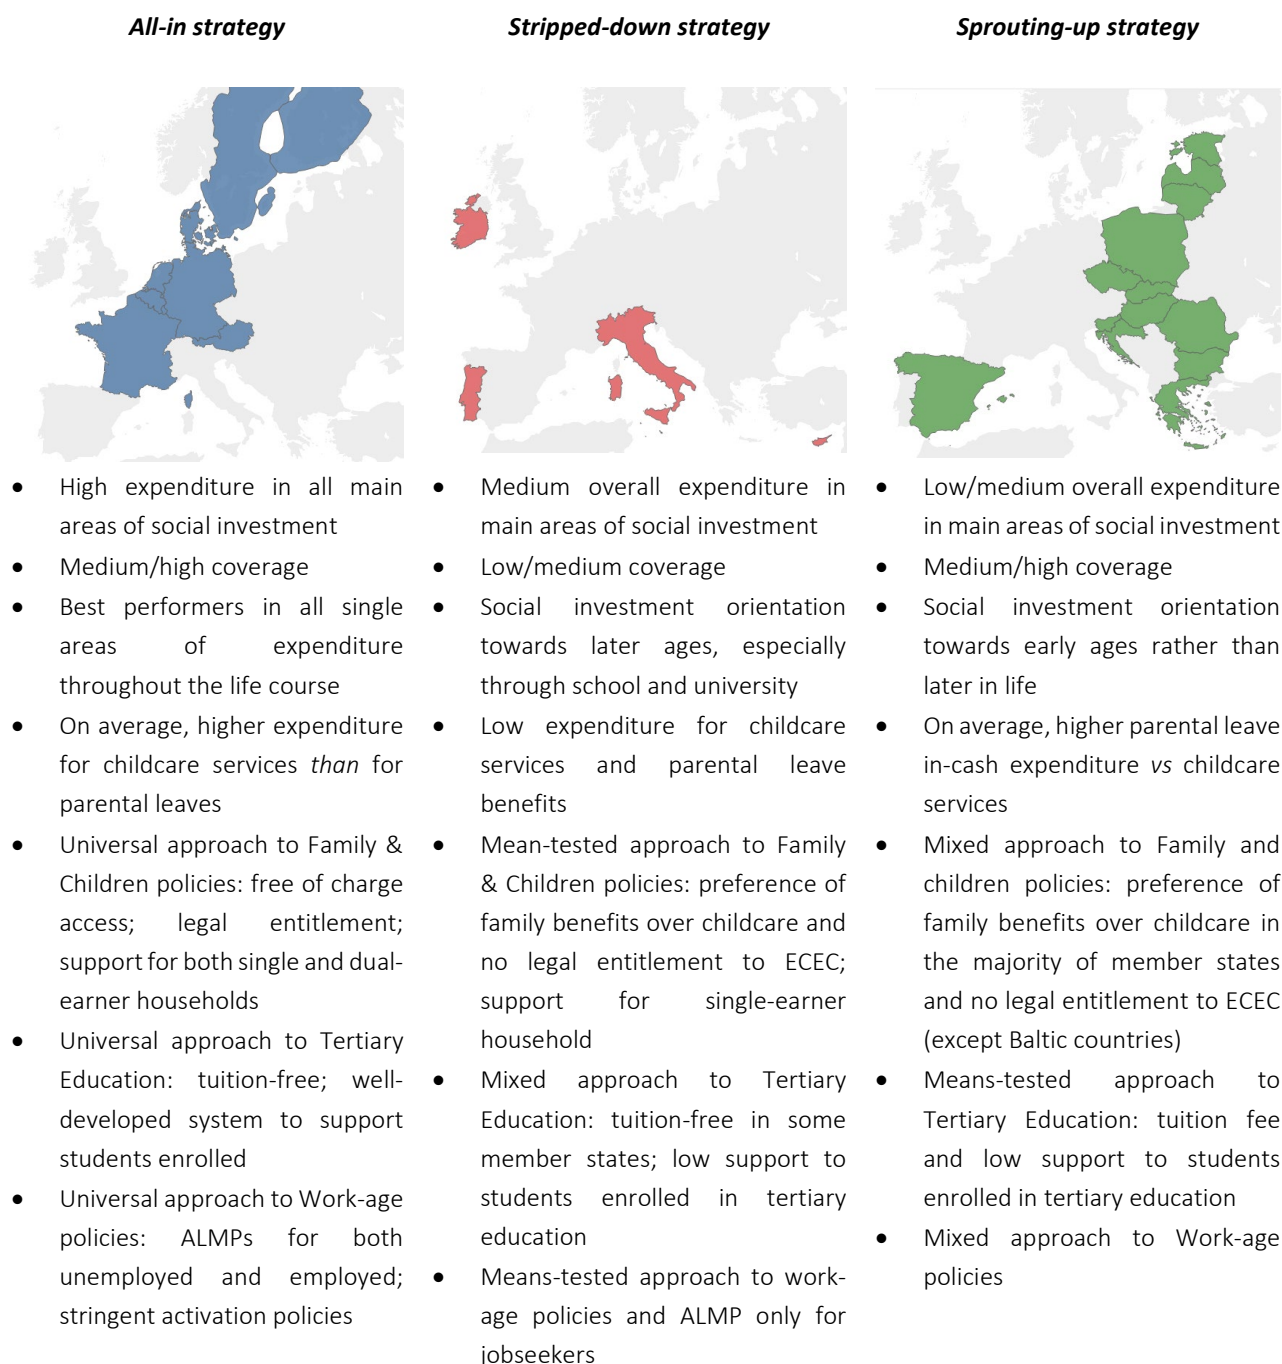 All-in strategy
Stripped-down strategy
Sprouting-up strategy
• High expenditure in all main
areas of social investment
• Medium/high coverage
• Best performers in all single
areas of expenditure
throughout the life course
• On average, higher expenditure
for childcare services than for
parental leaves
• Universal approach to Family &
Children policies: free of charge
access; legal entitlement;
support for both single and dual-
earner households
• Universal approach to Tertiary
Education: tuition-free; well-
developed system to support
students enrolled
• Universal approach to Work-age
policies: ALMPs for both
unemployed and employed;
stringent activation policies
• Medium overall expenditure in
main areas of social investment
• Low/medium coverage
• Social investment orientation
towards later ages, especially
through school and university
• Low expenditure for childcare
services and parental leave
benefits
• Mean-tested approach to Family
& Children policies: preference of
family benefits over childcare and
no legal entitlement to ECEC;
support for single-earner
household
• Mixed approach to Tertiary
Education: tuition-free in some
member states; low support to
students enrolled in tertiary
education
• Means-tested approach to work-
age policies and ALMP only for
jobseekers
• Low/medium overall expenditure
in main areas of social investment
• Medium/high coverage
• Social investment orientation
towards early ages rather than
later in life
• On average, higher parental leave
in-cash expenditure vs childcare
services
• Mixed approach to Family and
children policies: preference of
family benefits over childcare in
the majority of member states
and no legal entitlement to ECEC
(except Baltic countries)
• Means-tested approach to
Tertiary Education: tuition fee
and low support to students
enrolled in tertiary education
• Mixed approach to Work-age
policies